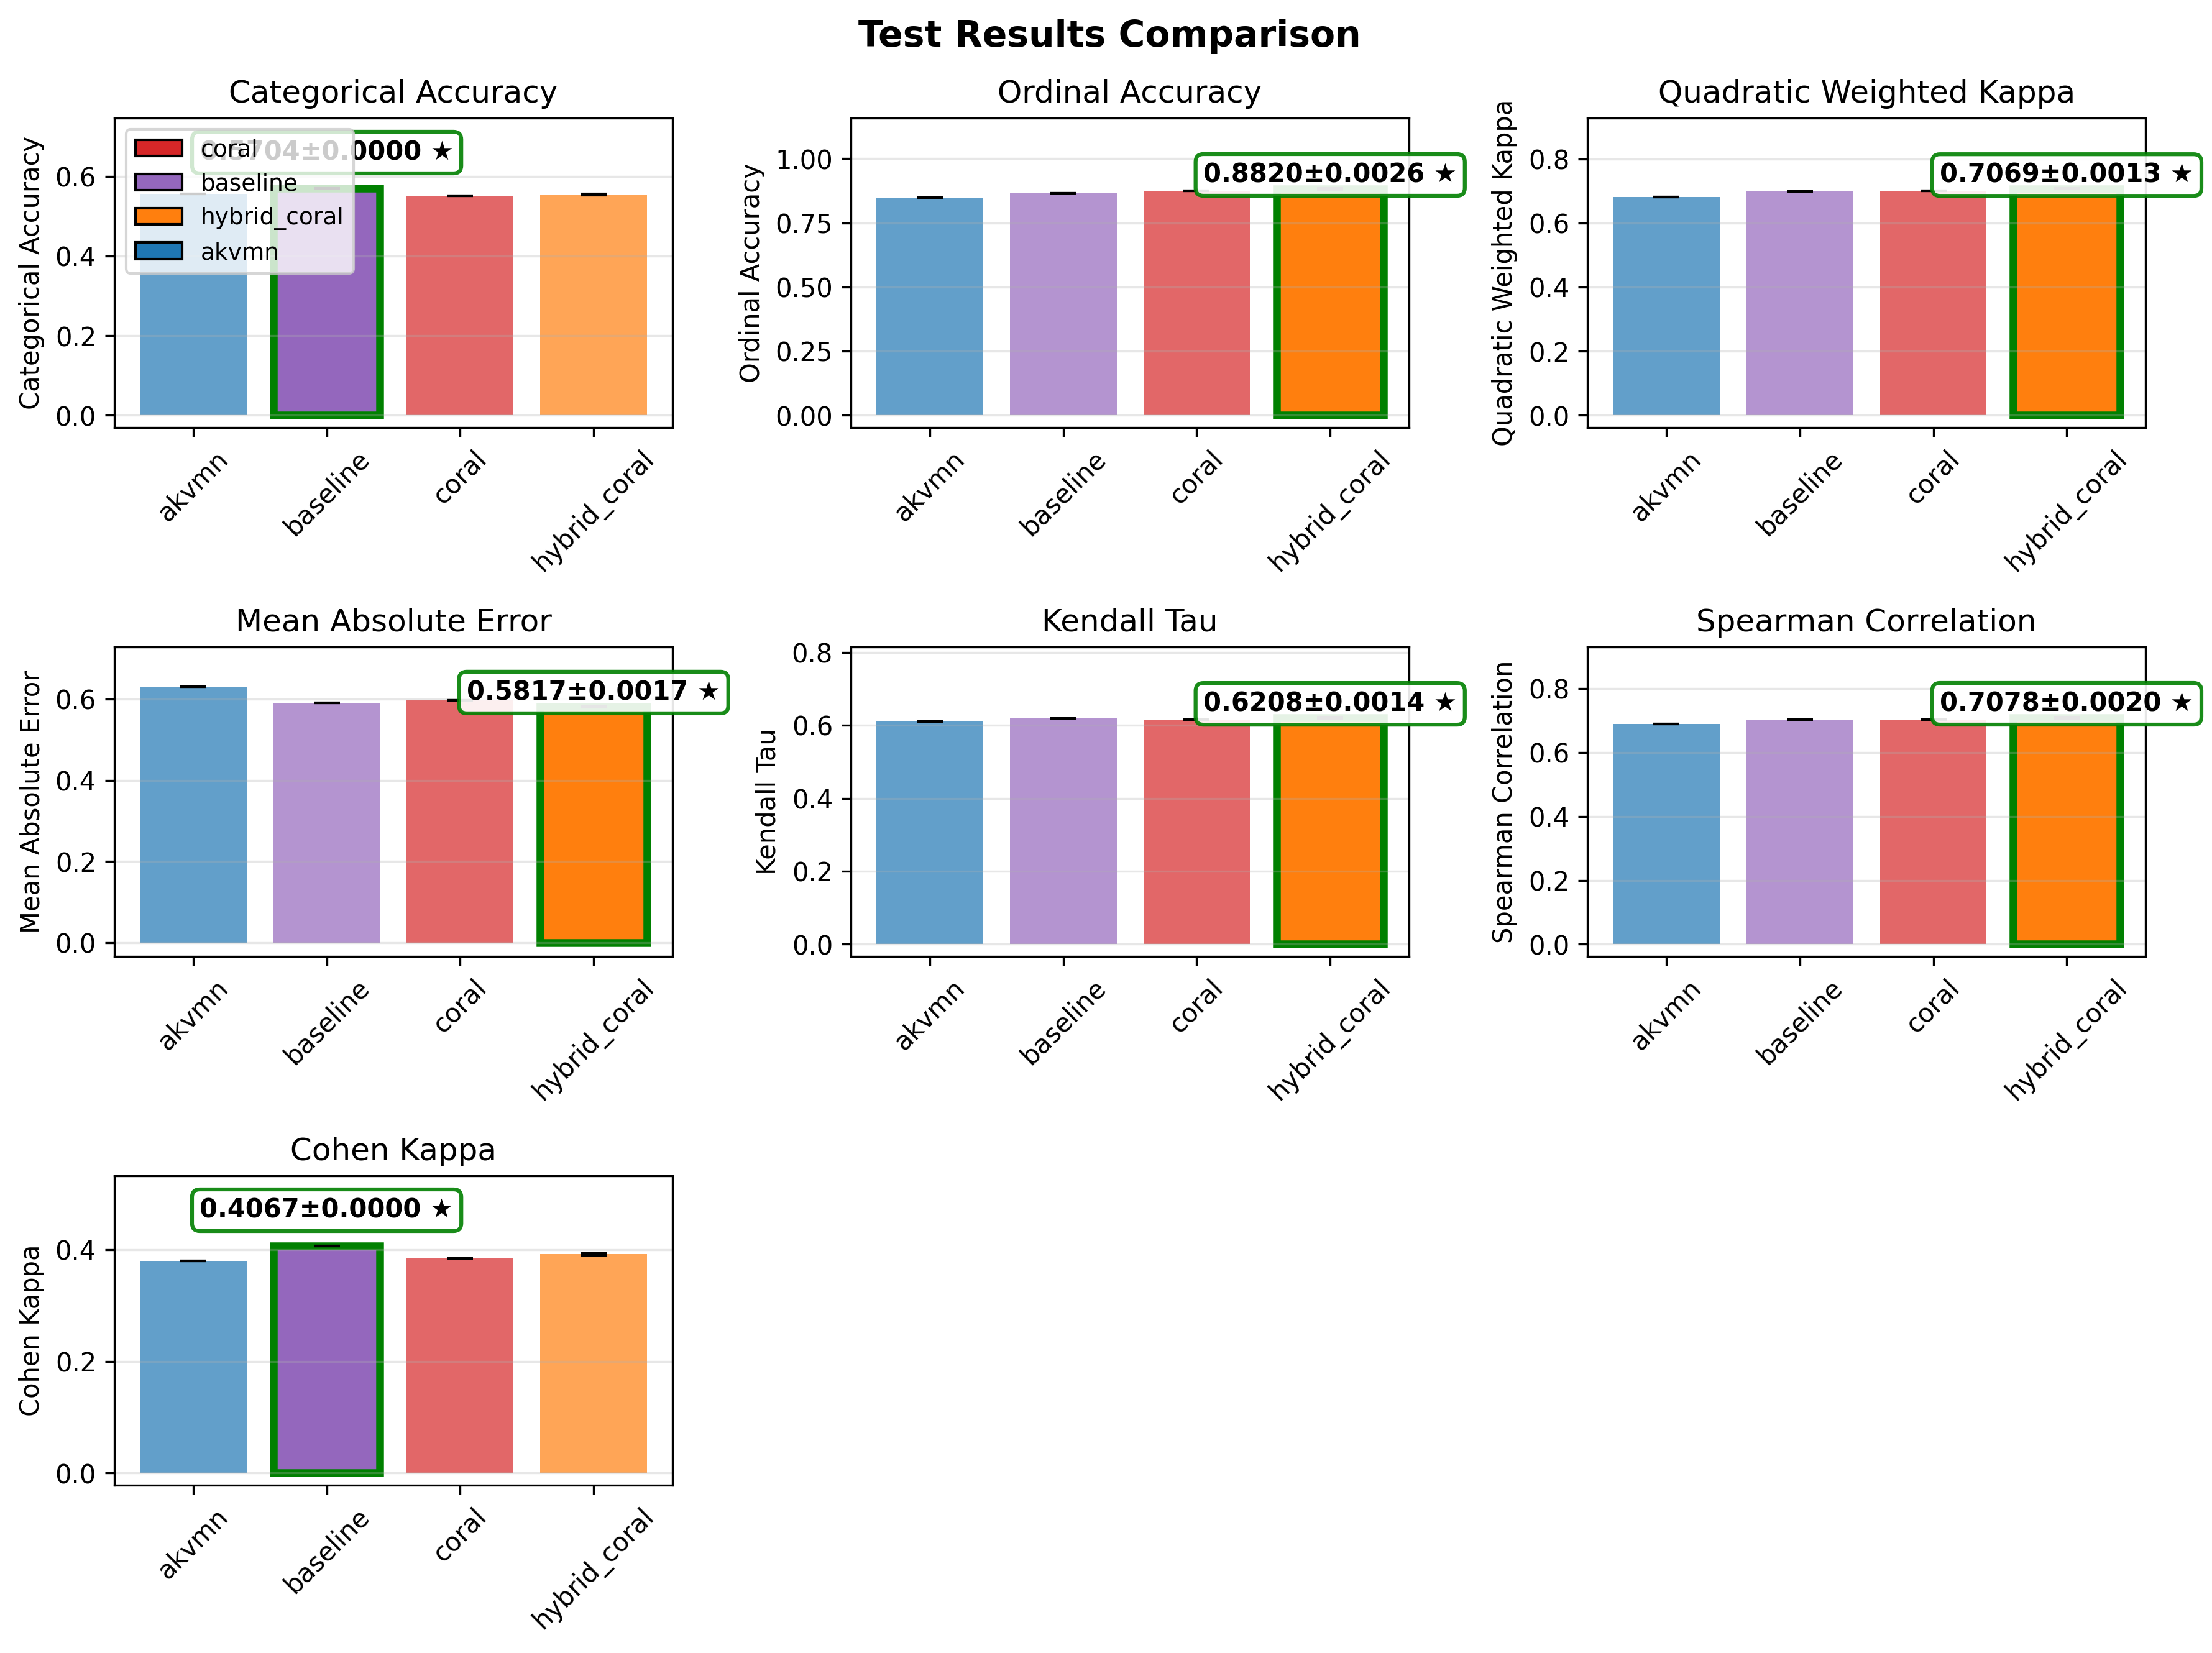 Test Results Comparison
Categorical Accuracy
Categorical Accuracy
0.6
0.4
0.2
0.0
0.5704±0.0000 ★
coral
baseline
hybrid_coral
akvmn
akvmn
baseline
coral
hybrid_coral
Ordinal Accuracy
Ordinal Accuracy
1.00
0.75
0.50
0.25
0.00
0.8820±0.0026 ★
akvmn
baseline
coral
hybrid_coral
Quadratic Weighted Kappa
Quadratic Weighted Kappa
0.8
0.6
0.4
0.2
0.0
0.7069±0.0013 ★
akvmn
baseline
coral
hybrid_coral
Mean Absolute Error
Mean Absolute Error
0.6
0.4
0.2
0.0
0.5817±0.0017 ★
akvmn
baseline
coral
hybrid_coral
Kendall Tau
Kendall Tau
0.8
0.6
0.4
0.2
0.0
0.6208±0.0014 ★
akvmn
baseline
coral
hybrid_coral
Spearman Correlation
Spearman Correlation
0.8
0.6
0.4
0.2
0.0
0.7078±0.0020 ★
akvmn
baseline
coral
hybrid_coral
Cohen Kappa
Cohen Kappa
0.4
0.2
0.0
0.4067±0.0000 ★
akvmn
baseline
coral
hybrid_coral